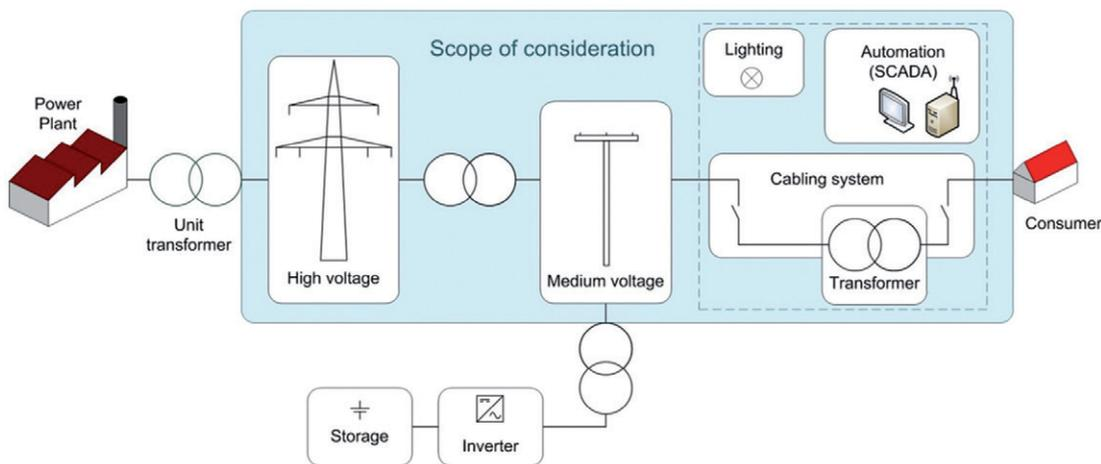 Scope of consideration
Power
Plant
Unit
transformer
High voltage
Medium voltage
Lighting
Automation
(SCADA)
Cabling system
Transformer
Consumer
Storage
Inverter